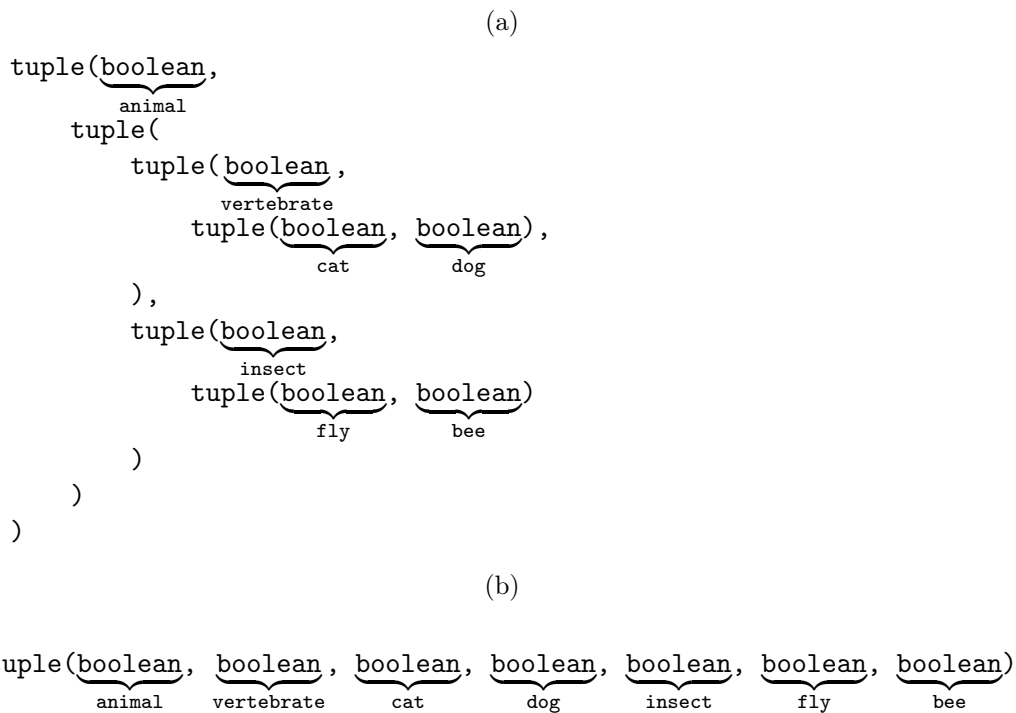 (a)
tuple(boolean,
animal
tuple(
tuple(boolean,
vertebrate
tuple(boolean, boolean),
cat dog
),
tuple(boolean,
insect
tuple(boolean, boolean)
fly bee
)
)
)
(b)
uple(boolean, boolean, boolean, boolean, boolean, boolean, boolean)
animal vertebrate cat dog insect fly bee